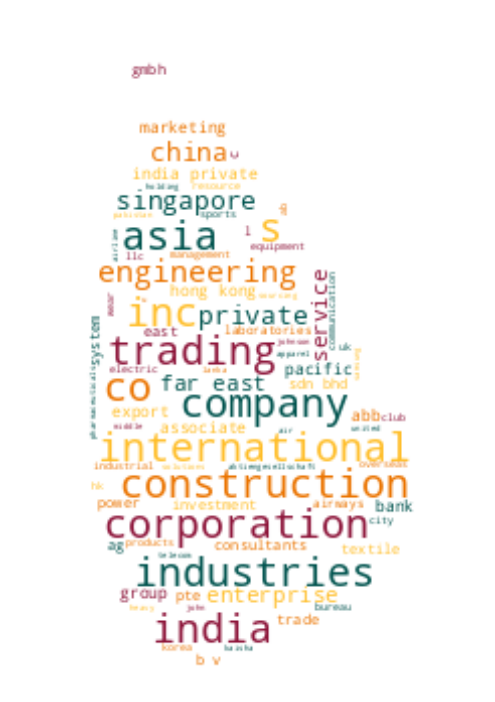 gmbh
marketing
china
india private
holding resource
singapore
pakistan sports
asia s ab
l
equipment
airline
llc management
engineering
hong kong sourcing
wear
inc private
service
communication
east laboratories
system
trading johnson uk
apparel
electric lanka pacific
co far east sdn bhd
pharmaceuticals
company
export abb club
middle associate air united
international
industrial solutions aktiengesellschaft overseas
hk construction
power investment airways bank
corporation city
ag products consultants textile
telecom
industries
group pte enterprise
heavy john bureau
india trade
korea kaisha
b v